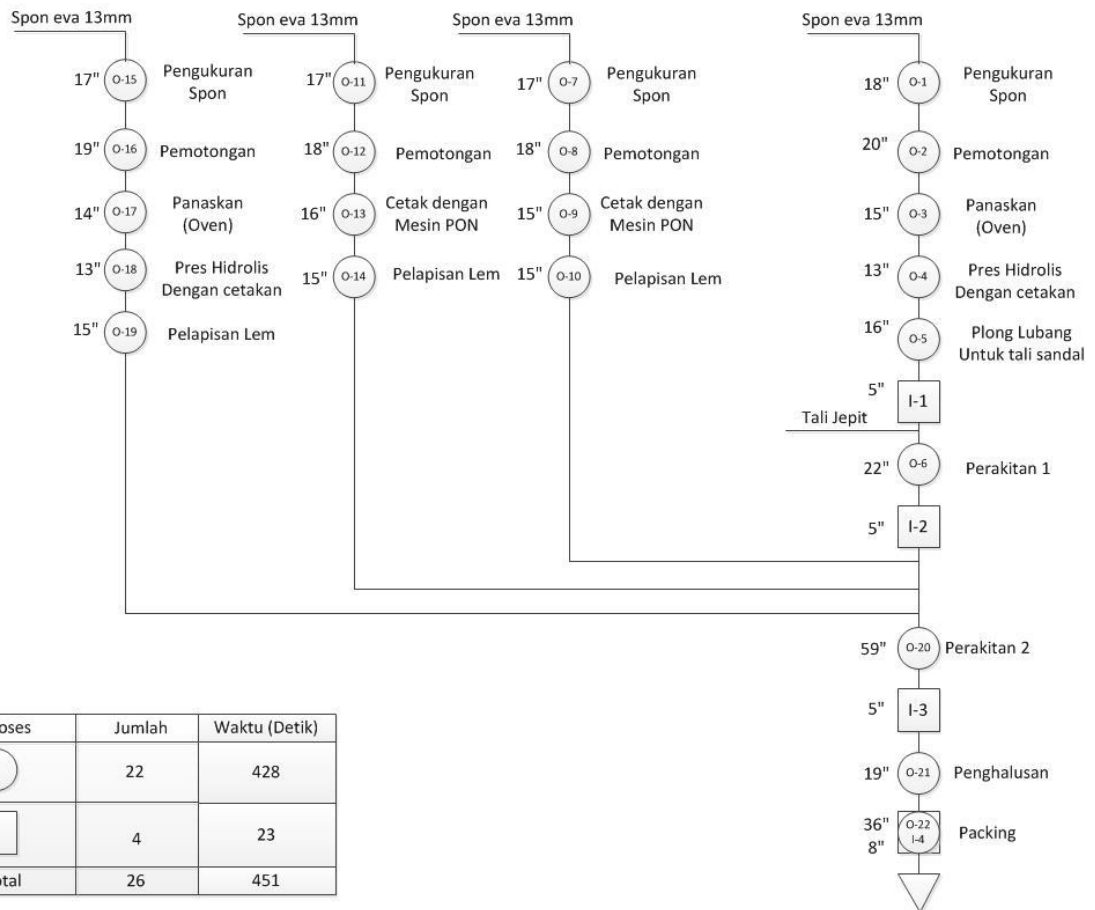 Spon eva 13mm
17" O-15 Pengukuran
Spon
19" O-16 Pemotongan
14" O-17 Panaskan
(Oven)
13" O-18 Pres Hidrolis
Dengan cetakan
15" O-19 Pelapisan Lem
Spon eva 13mm
17" O-11 Pengukuran
Spon
18" O-12 Pemotongan
16" O-13 Cetak dengan
Mesin PON
15" O-14 Pelapisan Lem
Spon eva 13mm
17" O-7 Pengukuran
Spon
18" O-8 Pemotongan
15" O-9 Cetak dengan
Mesin PON
15" O-10 Pelapisan Lem
Spon eva 13mm
18" O-1 Pengukuran
Spon
20" O-2 Pemotongan
15" O-3 Panaskan
(Oven)
13" O-4 Pres Hidrolis
Dengan cetakan
16" O-5 Plong Lubang
Untuk tali sandal
5" I-1
Tali Jepit
22" O-6 Perakitan 1
5" I-2
59" O-20 Perakitan 2
5" I-3
19" O-21 Penghalusan
36" O-22 Packing
8" I-4
oses Jumlah Waktu (Detik)
22 428
4 23
otal 26 451